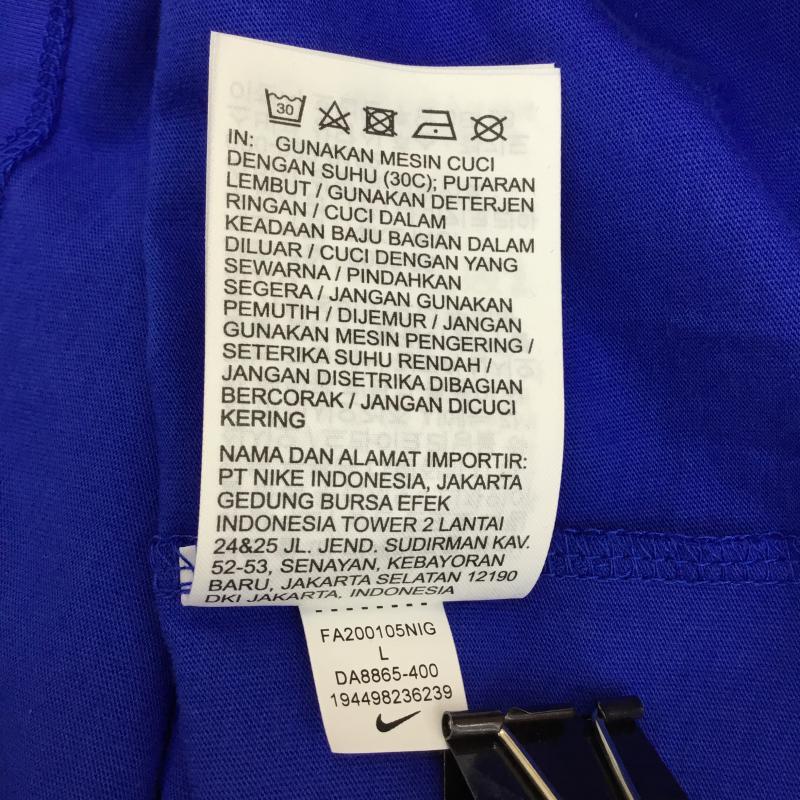 30
IN: GUNAKAN MESIN CUCI
DENGAN SUHU (30C); PUTARAN
LEMBUT / GUNAKAN DETERJEN
RINGAN / CUCI DALAM
KEADAAN BAJU BAGIAN DALAM
DILUAR / CUCI DENGAN YANG
SEWARNA / PINDAHKAN
SEGERA / JANGAN GUNAKAN
PEMUTIH / DIJEMUR / JANGAN
GUNAKAN MESIN PENGERING /
SETERIKA SUHU RENDAH /
JANGAN DISETRIKA DIBAGIAN
BERCORAK / JANGAN DICUCI
KERING
NAMA DAN ALAMAT IMPORTIR:
PT NIKE INDONESIA, JAKARTA
GEDUNG BURSA EFEK
INDONESIA TOWER 2 LANTAI
24&25 JL. JEND. SUDIRMAN KAV.
52-53, SENAYAN, KEBAYORAN
BARU, JAKARTA SELATAN 12190
DKI JAKARTA, INDONESIA
FA200105NIG
L
DA8865-400
194498236239